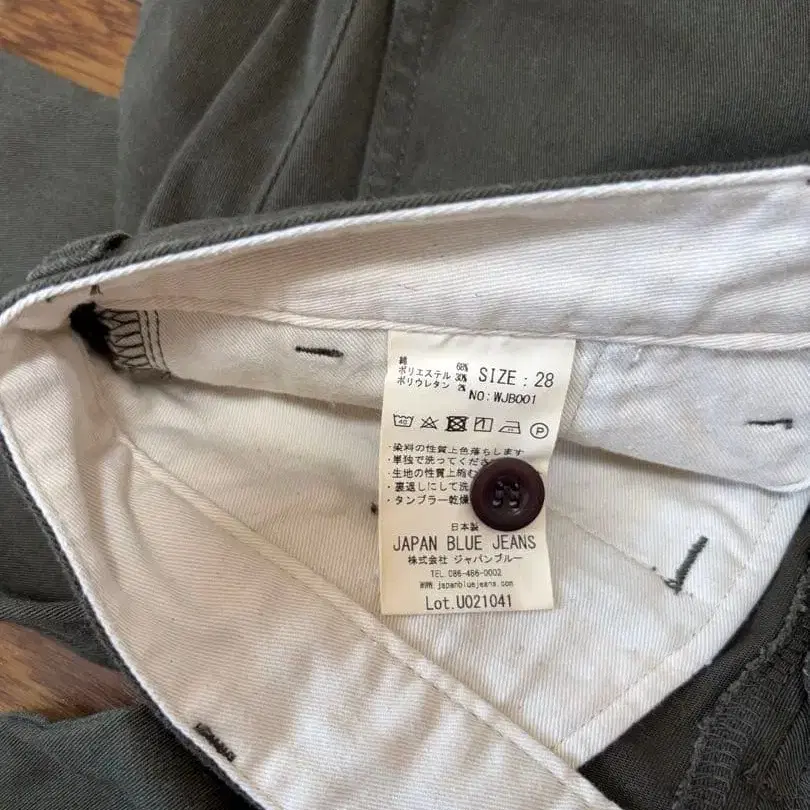 綿 68%
ポリエステル 30%
ポリウレタン 2%
SIZE : 28
NO:WJB001
40
・染料の性質上色落ちします
・単独で洗ってくださ
・生地の性質上縮む
・裏返しにして洗
・タンブラー乾燥
日本製
JAPAN BLUE JEANS
株式会社 ジャパンブルー
TEL.086-466-0002
WWW.japanbluejeans.com
Lot.U021041